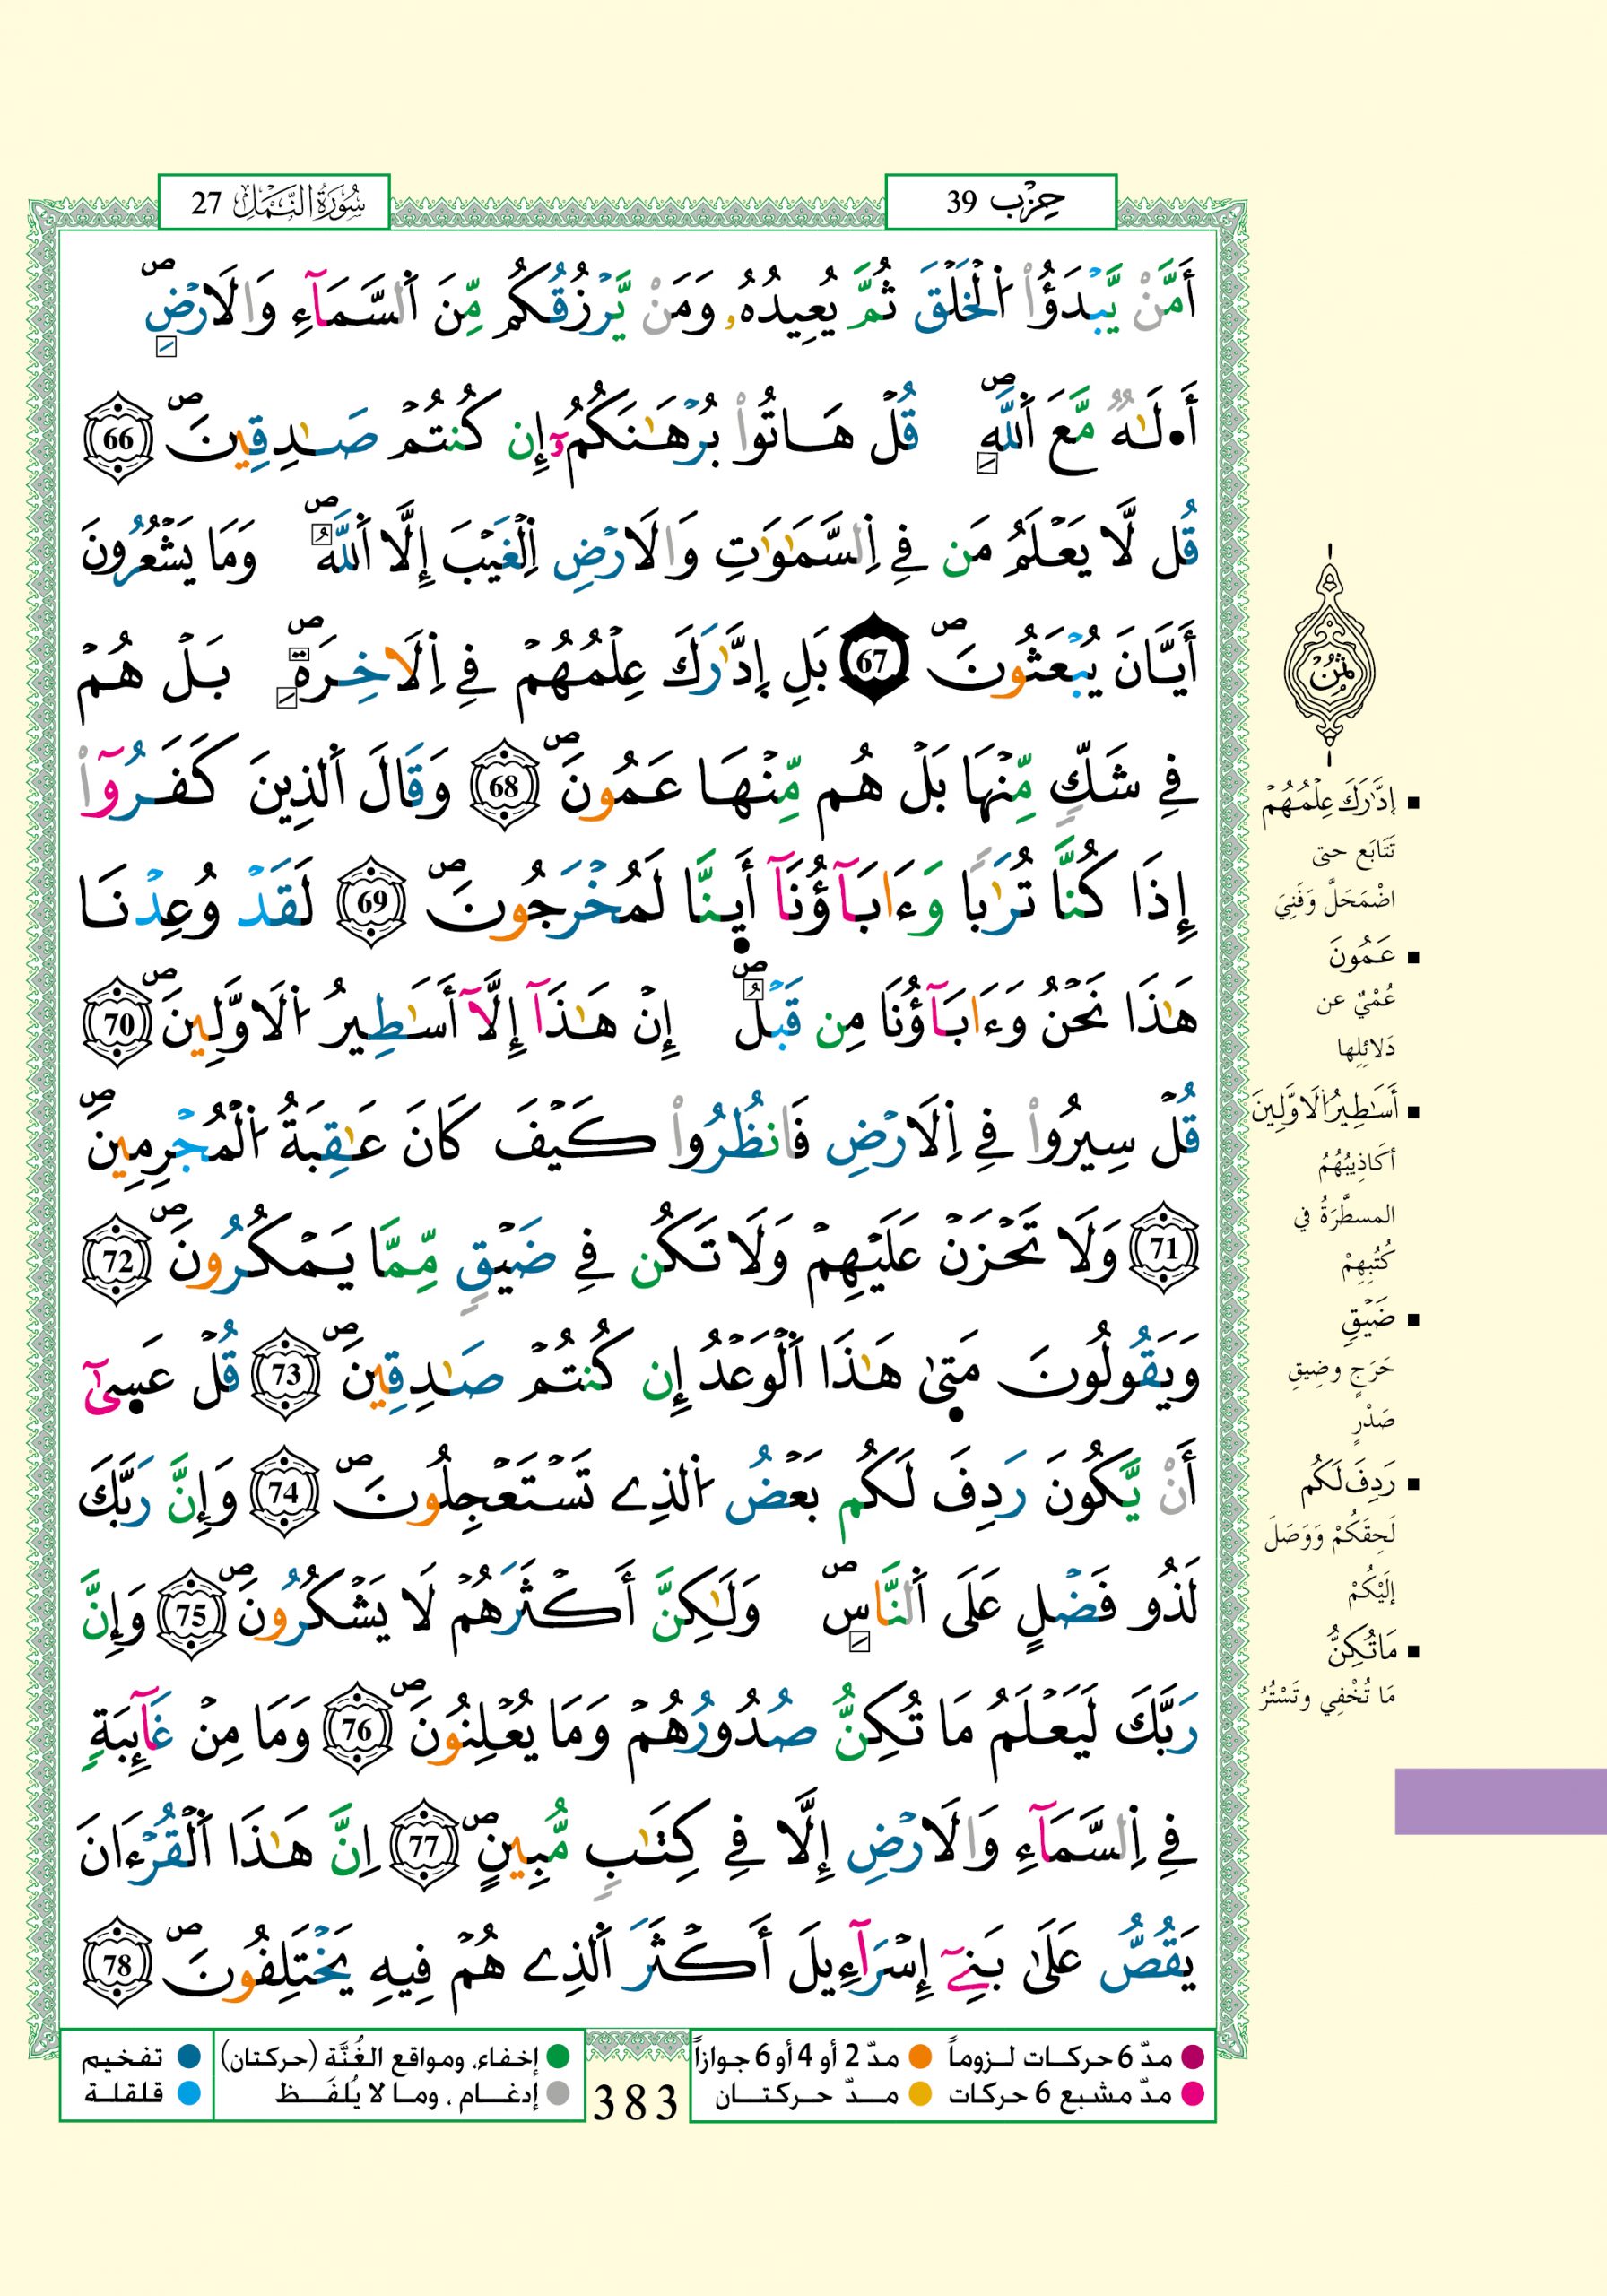 حِزْب 39
سُورَةُ النَّمْلِ 27
أَمَّنْ يَّبْدَؤُاْ اُ۬لْخَلْقَ ثُمَّ يُعِيدُهُۥ وَمَنْ يَّرْزُقُكُم مِّنَ اَ۬لسَّمَآءِ وَالَارْضِۖ
أَ•لَٰهٞ مَّعَ اَ۬للَّهِۖ قُلْ هَاتُواْ بُرْهَٰنَكُمُۥٓ إِن كُنتُمْ صَٰدِقِينَۖ 66
قُل لَّا يَعْلَمُ مَن فِے اِ۬لسَّمَٰوَٰتِ وَالَارْضِ اِ۬لْغَيْبَ إِلَّا اَ۬للَّهُۖ وَمَا يَشْعُرُونَ
أَيَّانَ يُبْعَثُونَۖ 67 بَلِ إِدَّٰرَكَ عِلْمُهُمْ فِے اِ۬لَاخِرَةِۖ بَلْ هُمْ
فِے شَكّٖ مِّنْهَا بَلْ هُم مِّنْهَا عَمُونَۖ 68 وَقَالَ اَ۬لذِينَ كَفَرُوٓاْ
إِذَا كُنَّا تُرَٰباٗ وَءَابَآؤُنَآ أَي۪نَّا لَمُخْرَجُونَۖ 69 لَقَدْ وُعِدْنَا
هَٰذَا نَحْنُ وَءَابَآؤُنَا مِن قَبْلُۖ إِنْ هَٰذَآ إِلَّآ أَسَٰطِيرُ اُ۬لَاوَّلِينَۖ 70
قُلْ سِيرُواْ فِے اِ۬لَارْضِ فَانظُرُواْ كَيْفَ كَانَ عَٰقِبَةُ اُ۬لْمُجْرِمِينَۖ
71 وَلَا تَحْزَنْ عَلَيْهِمْ وَلَا تَكُن فِے ضَيْقٖ مِّمَّا يَمْكُرُونَۖ 72
وَيَقُولُونَ مَت۪يٰ هَٰذَا اَ۬لْوَعْدُ إِن كُنتُمْ صَٰدِقِينَۖ 73 قُلْ عَس۪يٰٓ
أَنْ يَّكُونَ رَدِفَ لَكُم بَعْضُ اُ۬لذِے تَسْتَعْجِلُونَۖ 74 وَإِنَّ رَبَّكَ
لَذُو فَضْلٍ عَلَى اَ۬لنَّاسِۖ وَلَٰكِنَّ أَكْثَرَهُمْ لَا يَشْكُرُونَۖ 75 وَإِنَّ
رَبَّكَ لَيَعْلَمُ مَا تُكِنُّ صُدُورُهُمْ وَمَا يُعْلِنُونَۖ 76 وَمَا مِنْ غَآئِبَةٖ
فِے اِ۬لسَّمَآءِ وَالَارْضِ إِلَّا فِے كِتَٰبٖ مُّبِينٍۖ 77 اِنَّ هَٰذَا اَ۬لْقُرْءَانَ
يَقُصُّ عَلَىٰ بَنِےٓ إِسْرَآءِيلَ أَكْثَرَ اَ۬لذِے هُمْ فِيهِ يَخْتَلِفُونَۖ 78
ثُمُن
إِدَّٰرَكَ عِلْمُهُمْ
تَتَابَع حتى
اضْمَحَلَّ وَفَنِيَ
عَمُونَ
عُمْيٌ عن
دَلائِلِها
أَسَٰطِيرُ اُ۬لَاوَّلِينَ
أكَاذِيبُهُمُ
المسطَّرَةُ في
كُتُبِهِمْ
ضَيْقٖ
حَرَجٍ وضِيقِ
صَدْرٍ
رَدِفَ لَكُم
لَحِقَكُمْ وَوَصَلَ
إلَيْكُمْ
مَا تُكِنُّ
مَا تُخْفِي وتَسْتُرُ
مدّ 6 حركات لزوماً مدّ 2 أو 4 أو 6 جوازاً
مدّ مشبع 6 حركات مدّ حركتان
383
إخفاء، ومواقع الغُنَّة (حركتان)
إدغام ، وما لا يُلفَظ
تفخيم
قلقلة